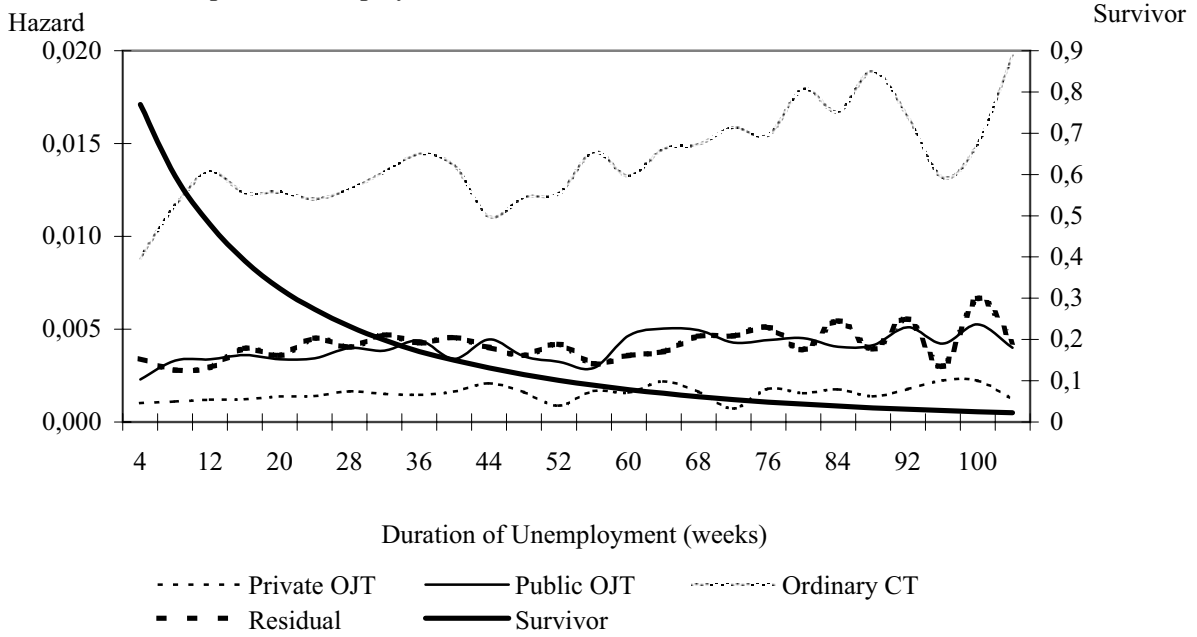 Hazard
Survivor
0,020
0,015
0,010
0,005
0,000
0,9
0,8
0,7
0,6
0,5
0,4
0,3
0,2
0,1
0
4 12 20 28 36 44 52 60 68 76 84 92 100
Duration of Unemployment (weeks)
Private OJT Public OJT Ordinary CT
Residual Survivor